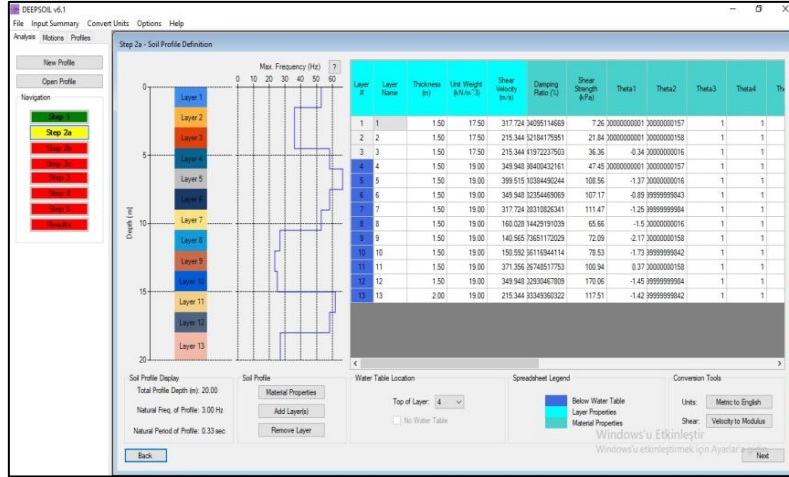 DEEPSOIL v6.1
File Input Summary Convert Units Options Help
Analysis Motions Profiles
New Profile
Open Profile
Navigation
Step 1
Step 2a
Step 2b
Step 2c
Step 3
Step 4
Step 5
Results
Step 2a - Soil Profile Definition
Max. Frequency (Hz) ?
0 10 20 30 40 50 60
Depth (m)
0
5
10
15
20
Layer 1
Layer 2
Layer 3
Layer 4
Layer 5
Layer 6
Layer 7
Layer 8
Layer 9
Layer 10
Layer 11
Layer 12
Layer 13
Layer # Layer Name Thickness (m) Unit Weight (kN/m^3) Shear Velocity (m/s) Damping Ratio (%) Shear Strength (kPa) Theta1 Theta2 Theta3 Theta4 Th
1 1 1.50 17.50 317.724 7.26 1 1
2 2 1.50 17.50 215.344 21.84 1 1
3 3 1.50 17.50 215.344 36.36 -0.34 1 1
4 4 1.50 19.00 349.948 47.45 1 1
5 5 1.50 19.00 399.515 108.56 -1.37 1 1
6 6 1.50 19.00 349.948 107.17 -0.89 1 1
7 7 1.50 19.00 317.724 111.47 -1.25 1 1
8 8 1.50 19.00 160.028 65.66 -1.5 1 1
9 9 1.50 19.00 140.565 72.09 -2.17 1 1
10 10 1.50 19.00 150.592 78.53 -1.73 1 1
11 11 1.50 19.00 371.356 100.94 0.37 1 1
12 12 1.50 19.00 349.948 170.06 -1.45 1 1
13 13 2.00 19.00 215.344 117.51 -1.42 1 1
Soil Profile Display
Total Profile Depth (m): 20.00
Natural Freq. of Profile: 3.00 Hz
Natural Period of Profile: 0.33 sec
Soil Profile
Material Properties
Add Layer(s)
Remove Layer
Water Table Location
Top of Layer: 4
No Water Table
Spreadsheet Legend
Below Water Table
Layer Properties
Material Properties
Conversion Tools
Units: Metric to English
Shear: Velocity to Modulus
Windows'u Etkinleştir
Windows'u etkinleştirmek için Ayarlar'a gidin.
Back
Next